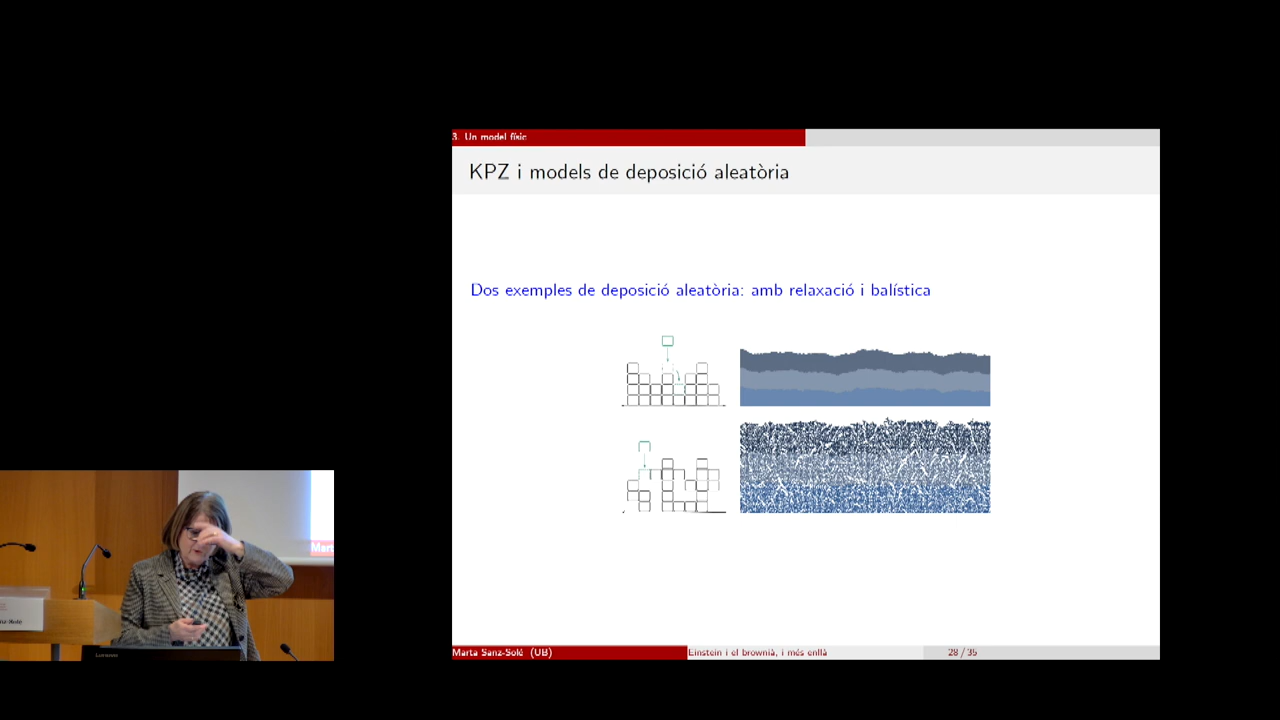 3. Un model físic
KPZ i models de deposició aleatòria
Dos exemples de deposició aleatòria: amb relaxació i balística
Marta Sanz-Solé (UB)
Einstein i el brownià, i més enllà
28 / 35